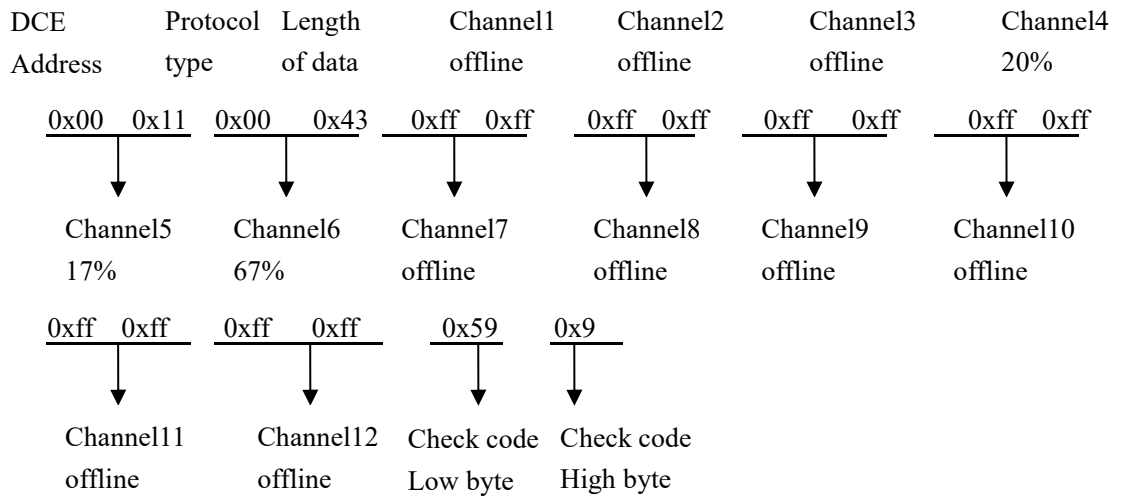 DCE Protocol Length Channel1 Channel2 Channel3 Channel4
Address type of data offline offline offline 20%
0x00 0x11 0x00 0x43 0xff 0xff 0xff 0xff 0xff 0xff 0xff 0xff
Channel5 Channel6 Channel7 Channel8 Channel9 Channel10
17% 67% offline offline offline offline
0xff 0xff 0xff 0xff 0x59 0x9
Channel11 Channel12 Check code Check code
offline offline Low byte High byte